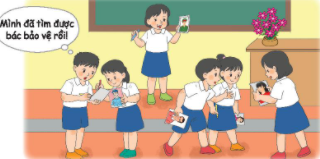 Mình đã tìm được
bác bảo vệ rồi!